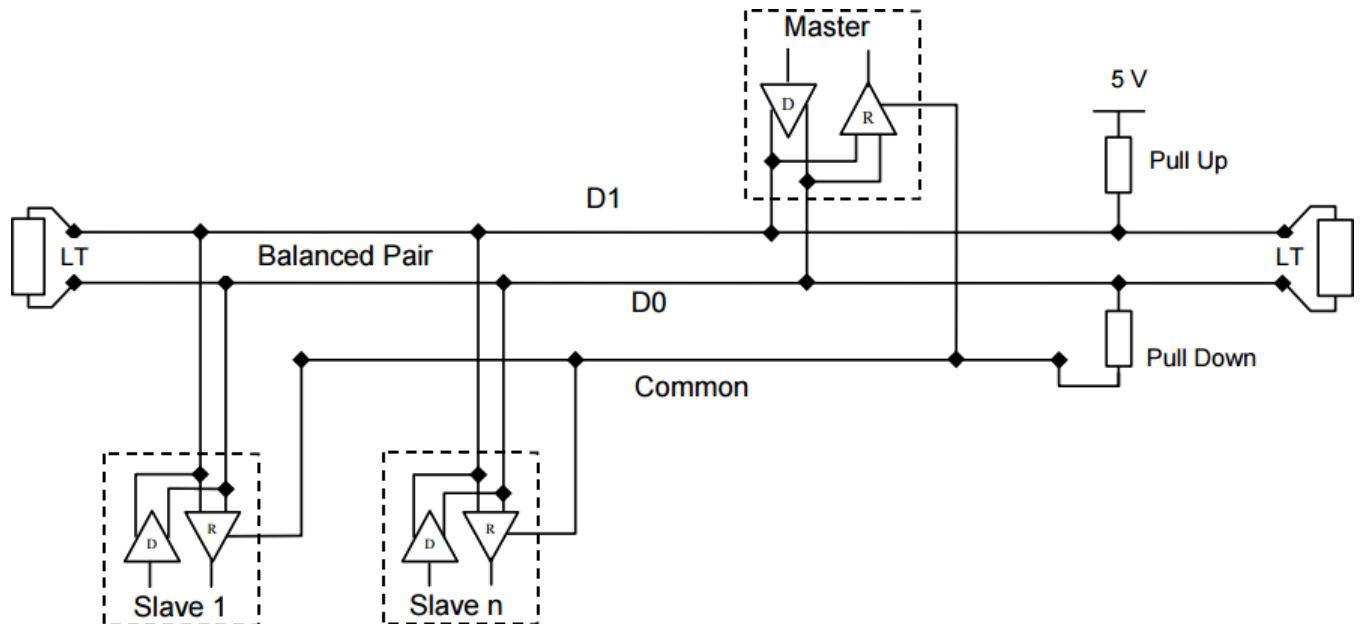 Master
D
R
5 V
Pull Up
D1
LT
Balanced Pair
LT
D0
Pull Down
Common
D
R
D
R
Slave 1
Slave n